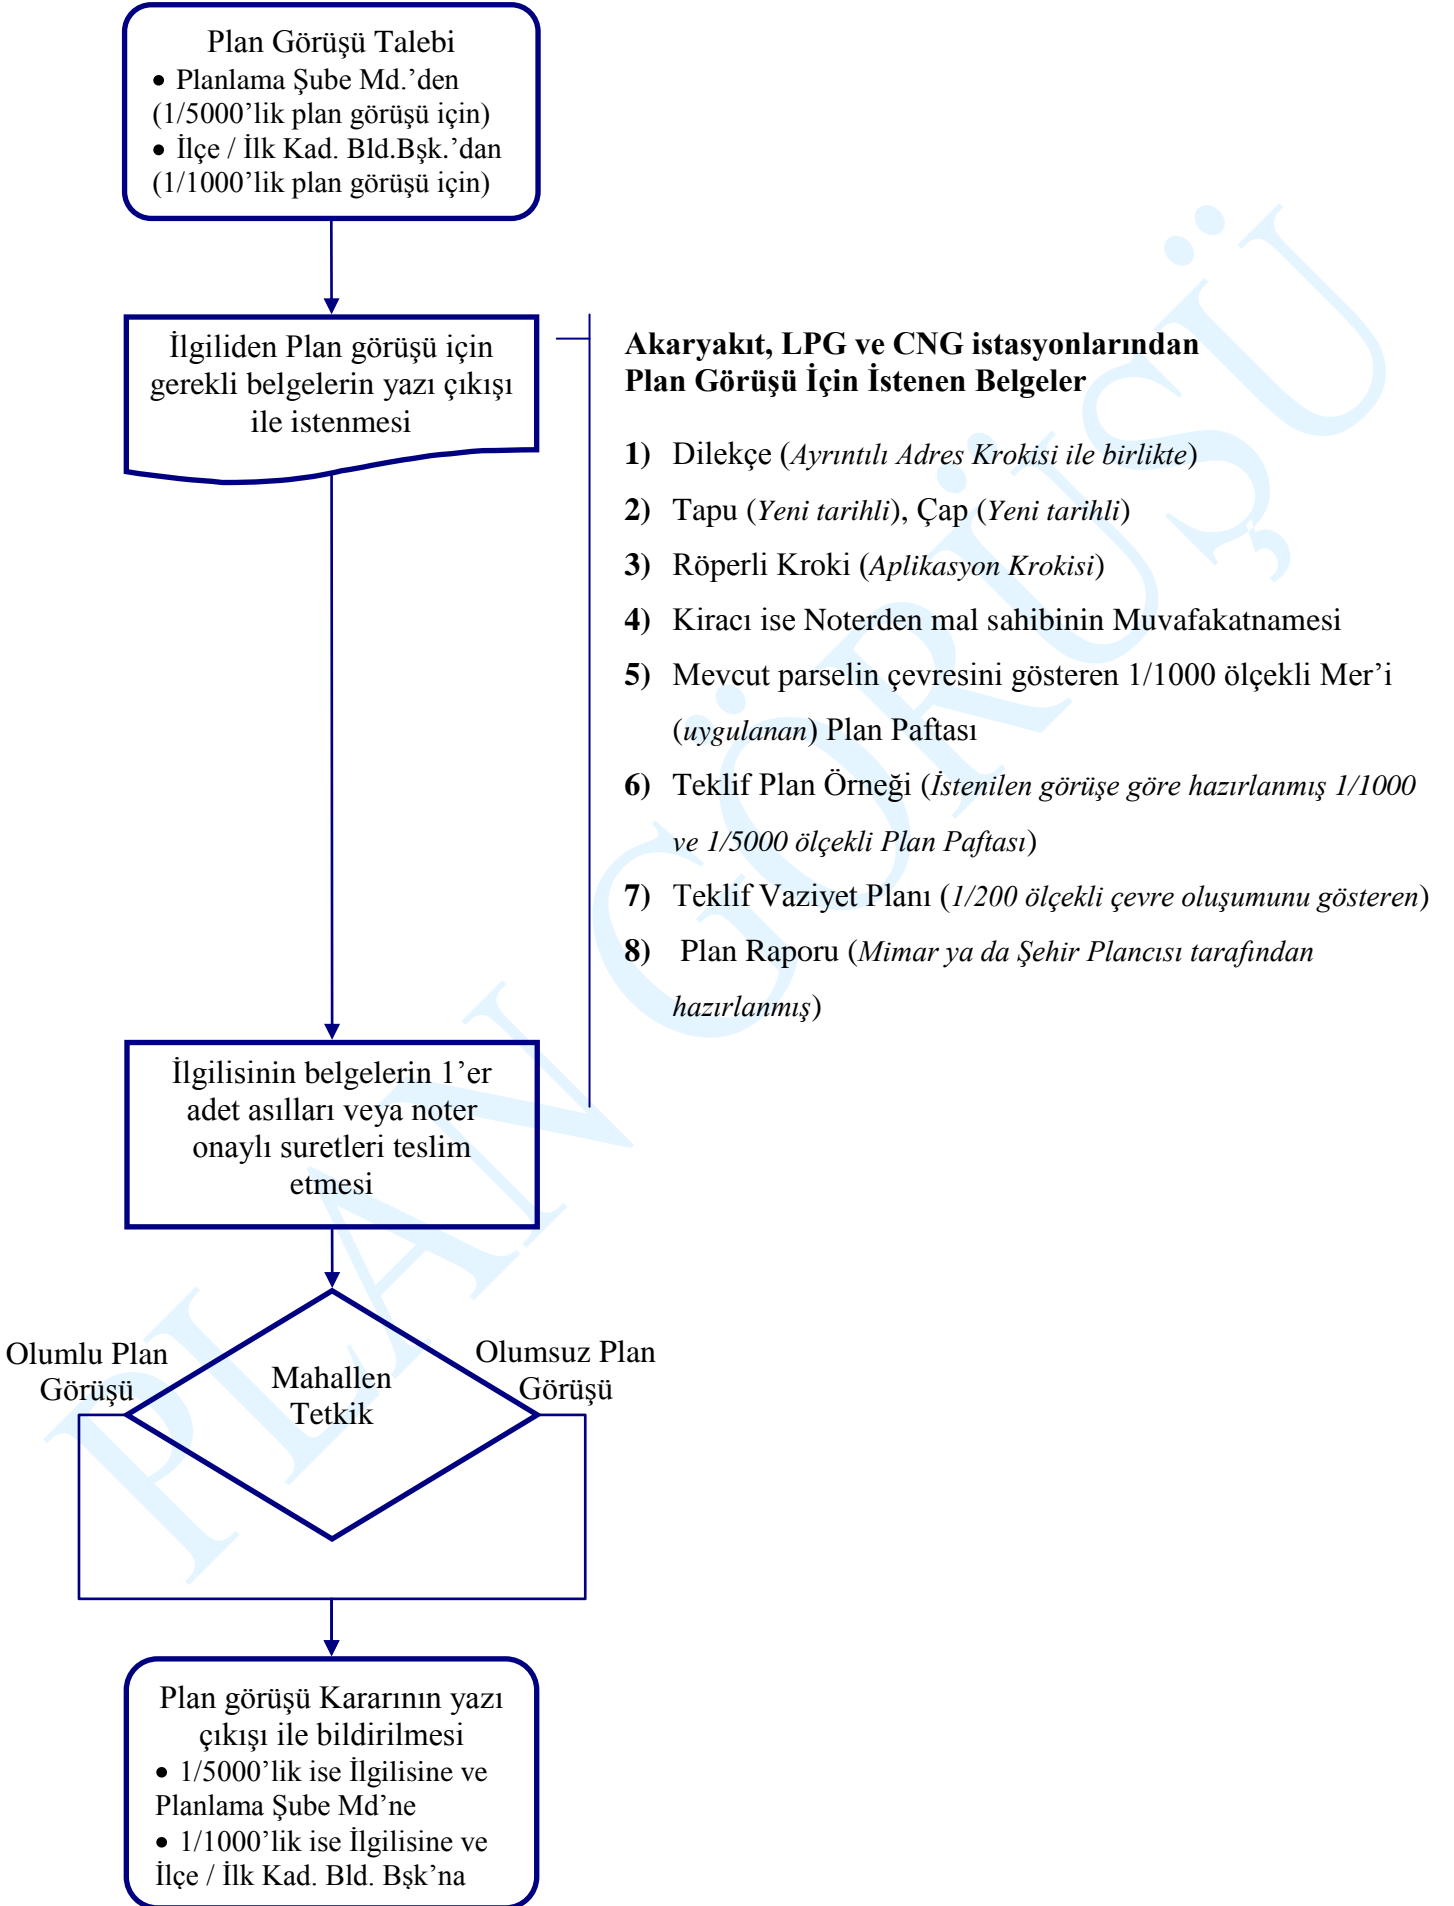 Plan Görüşü Talebi
• Planlama Şube Md.’den
(1/5000’lik plan görüşü için)
• İlçe / İlk Kad. Bld.Bşk.’dan
(1/1000’lik plan görüşü için)
İlgiliden Plan görüşü için
gerekli belgelerin yazı çıkışı
ile istenmesi
Akaryakıt, LPG ve CNG istasyonlarından
Plan Görüşü İçin İstenen Belgeler
1) Dilekçe (Ayrıntılı Adres Krokisi ile birlikte)
2) Tapu (Yeni tarihli), Çap (Yeni tarihli)
3) Röperli Kroki (Aplikasyon Krokisi)
4) Kiracı ise Noterden mal sahibinin Muvafakatnamesi
5) Mevcut parselin çevresini gösteren 1/1000 ölçekli Mer’i
(uygulanan) Plan Paftası
6) Teklif Plan Örneği (İstenilen görüşe göre hazırlanmış 1/1000
ve 1/5000 ölçekli Plan Paftası)
7) Teklif Vaziyet Planı (1/200 ölçekli çevre oluşumunu gösteren)
8) Plan Raporu (Mimar ya da Şehir Plancısı tarafından
hazırlanmış)
İlgilisinin belgelerin 1’er
adet asılları veya noter
onaylı suretleri teslim
etmesi
Olumlu Plan
Görüşü
Mahallen
Tetkik
Olumsuz Plan
Görüşü
Plan görüşü Kararının yazı
çıkışı ile bildirilmesi
• 1/5000’lik ise İlgilisine ve
Planlama Şube Md’ne
• 1/1000’lik ise İlgilisine ve
İlçe / İlk Kad. Bld. Bşk’na
PLAN GÖRÜŞÜ